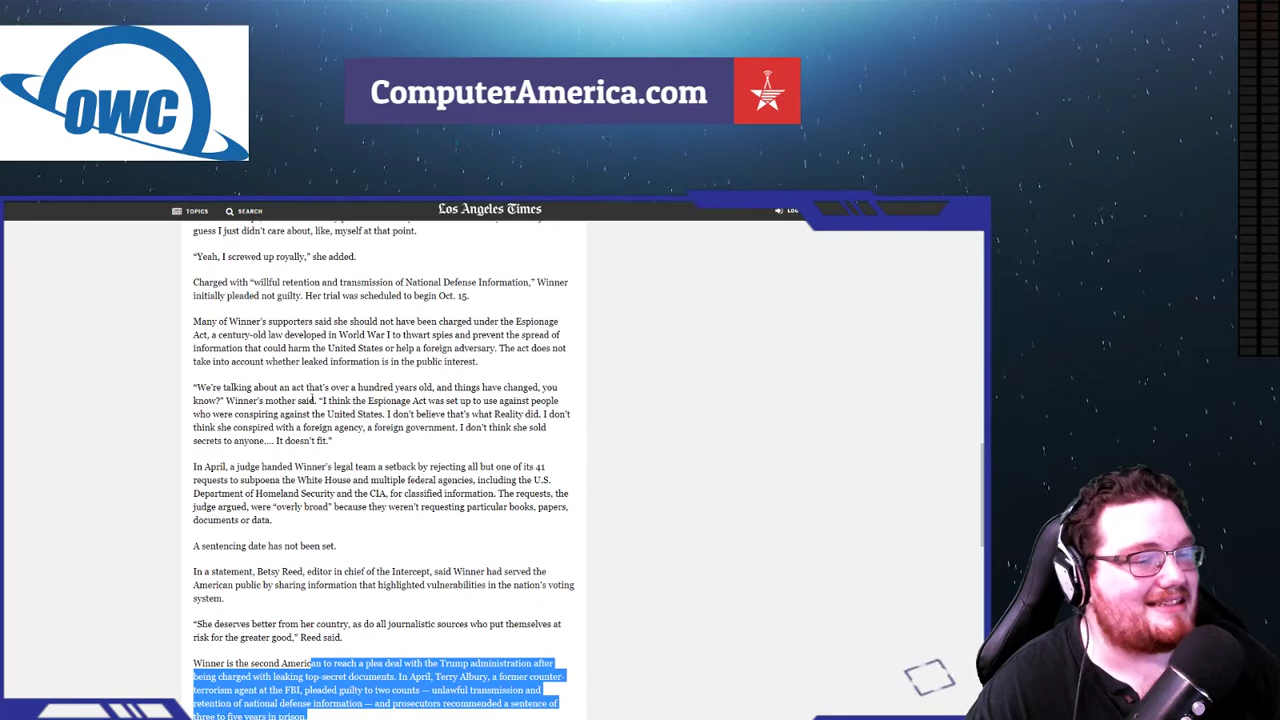 OWC
ComputerAmerica.com
TOPICS
SEARCH
Los Angeles Times
LOG
guess I just didn't care about, like, myself at that point.
“Yeah, I screwed up royally,” she added.
Charged with “willful retention and transmission of National Defense Information,” Winner
initially pleaded not guilty. Her trial was scheduled to begin Oct. 15.
Many of Winner's supporters said she should not have been charged under the Espionage
Act, a century-old law developed in World War I to thwart spies and prevent the spread of
information that could harm the United States or help a foreign adversary. The act does not
take into account whether leaked information is in the public interest.
“We're talking about an act that's over a hundred years old, and things have changed, you
know?” Winner's mother said. “I think the Espionage Act was set up to use against people
who were conspiring against the United States. I don't believe that's what Reality did. I don't
think she conspired with a foreign agency, a foreign government. I don't think she sold
secrets to anyone.... It doesn't fit.”
In April, a judge handed Winner's legal team a setback by rejecting all but one of its 41
requests to subpoena the White House and multiple federal agencies, including the U.S.
Department of Homeland Security and the CIA, for classified information. The requests, the
judge argued, were “overly broad” because they weren't requesting particular books, papers,
documents or data.
A sentencing date has not been set.
In a statement, Betsy Reed, editor in chief of the Intercept, said Winner had served the
American public by sharing information that highlighted vulnerabilities in the nation's voting
system.
“She deserves better from her country, as do all journalistic sources who put themselves at
risk for the greater good,” Reed said.
Winner is the second American to reach a plea deal with the Trump administration after
being charged with leaking top-secret documents. In April, Terry Albury, a former counter-
terrorism agent at the FBI, pleaded guilty to two counts — unlawful transmission and
retention of national defense information — and prosecutors recommended a sentence of
three to five years in prison.